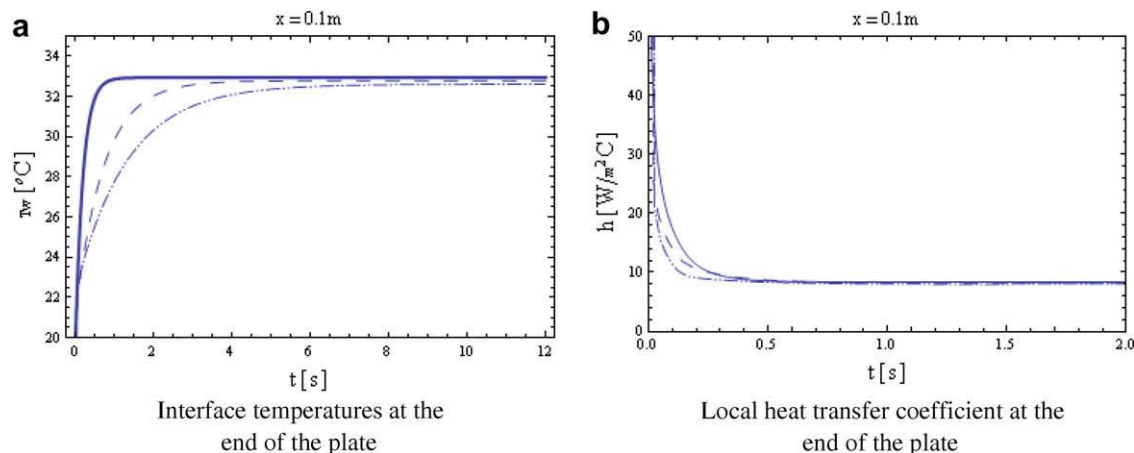 a
x = 0.1m
34
32
30
28
26
24
22
20
Tw [°C]
0
2
4
6
8
10
12
t[s]
Interface temperatures at the
end of the plate
b
x = 0.1m
50
40
30
20
10
0
h[W/m²C]
0.0
0.5
1.0
1.5
2.0
t[s]
Local heat transfer coefficient at the
end of the plate